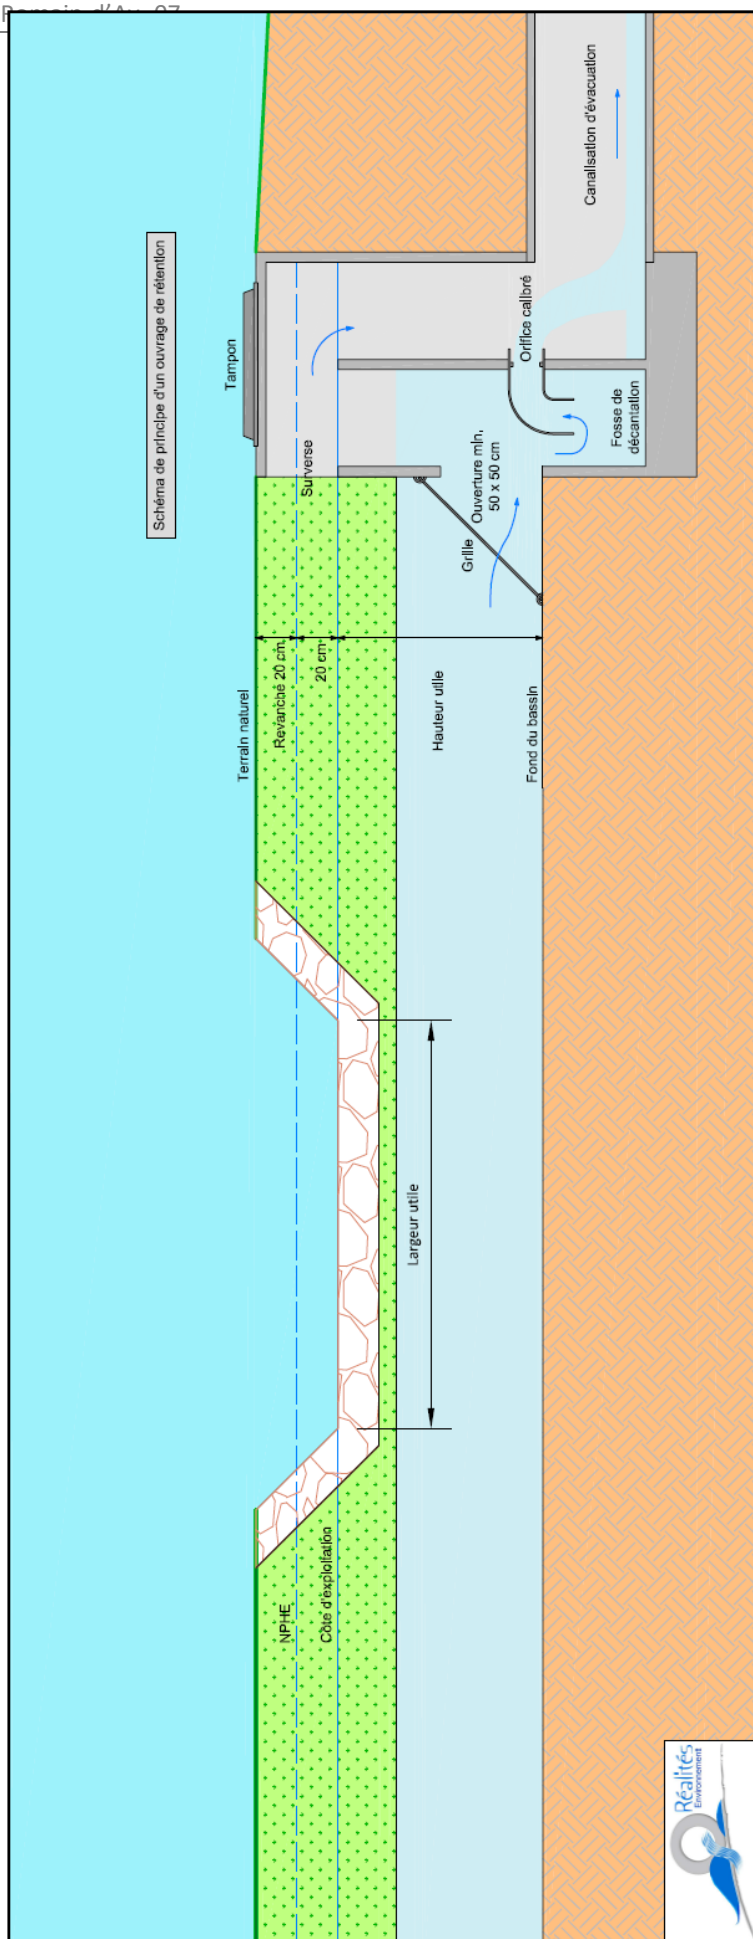 Schéma de principe d'un ouvrage de rétention
Tampon
Terrain naturel
Surverse
Revanche 20 cm
20 cm
NPHE
Côte d'exploitation
Largeur utile
Hauteur utile
Grille
Ouverture min.
50 x 50 cm
Orifice calibré
Canalisation d'évacuation
Fosse de
décantation
Fond du bassin
Réalités
Environnement